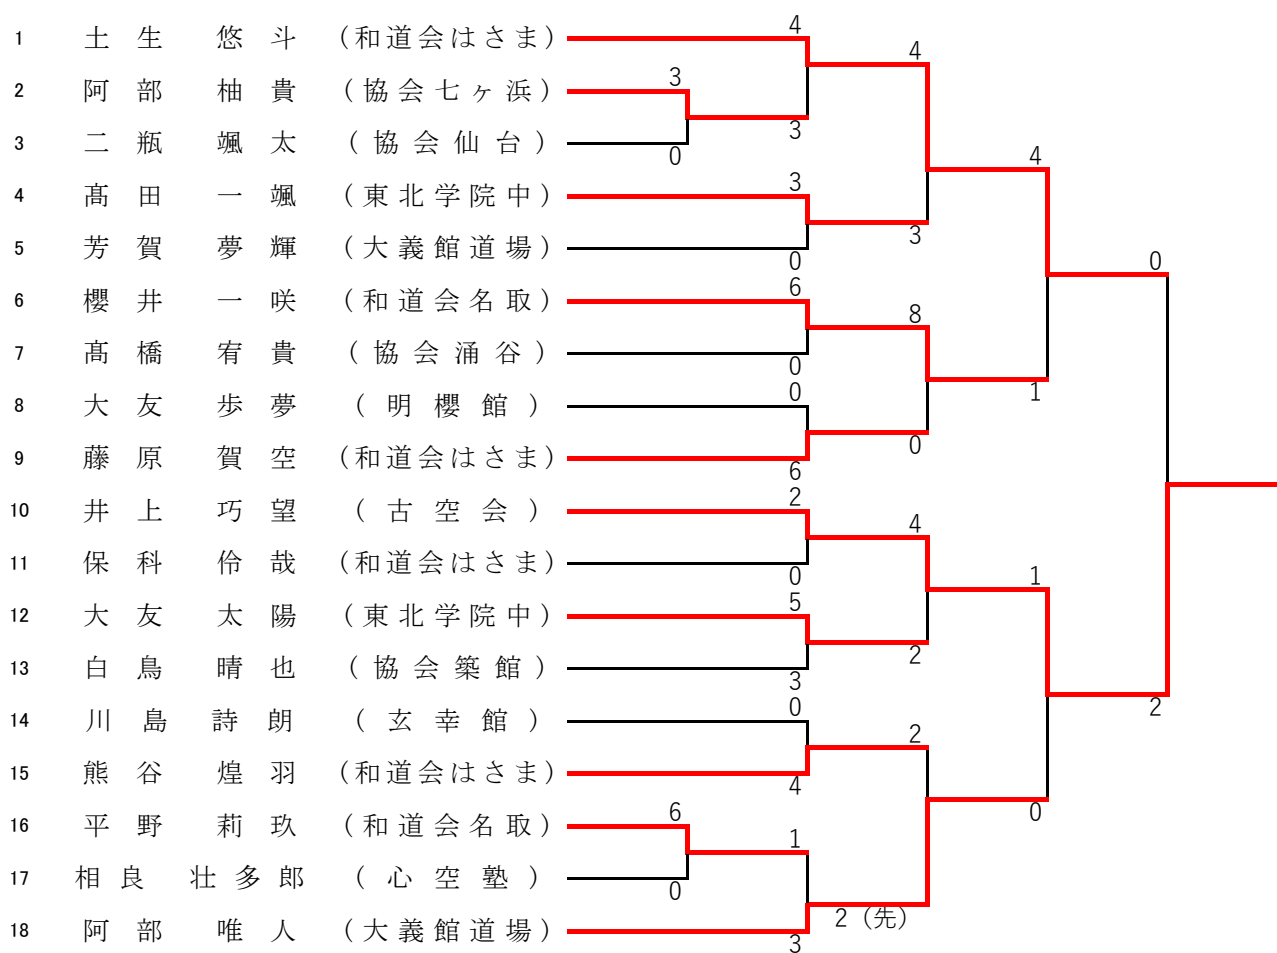 1 土生 悠斗 (和道会はさま) 4
4
2 阿部 柚貴 (協会七ヶ浜) 3
3
3 二瓶 颯太 (協会仙台) 0
4
4 髙田 一颯 (東北学院中) 3
3
5 芳賀 夢輝 (大義館道場) 0
0
6 櫻井 一咲 (和道会名取) 6
8
7 髙橋 宥貴 (協会涌谷) 0
1
8 大友 歩夢 (明櫻館) 0
0
9 藤原 賀空 (和道会はさま) 6
10 井上 巧望 (古空会) 2
4
11 保科 伶哉 (和道会はさま) 0
1
12 大友 太陽 (東北学院中) 5
2
13 白鳥 晴也 (協会築館) 3
2
14 川島 詩朗 (玄幸館) 0
2
15 熊谷 煌羽 (和道会はさま) 4
0
16 平野 莉玖 (和道会名取) 6
1
17 相良 壮多郎 (心空塾) 0
2（先）
18 阿部 唯人 (大義館道場) 3